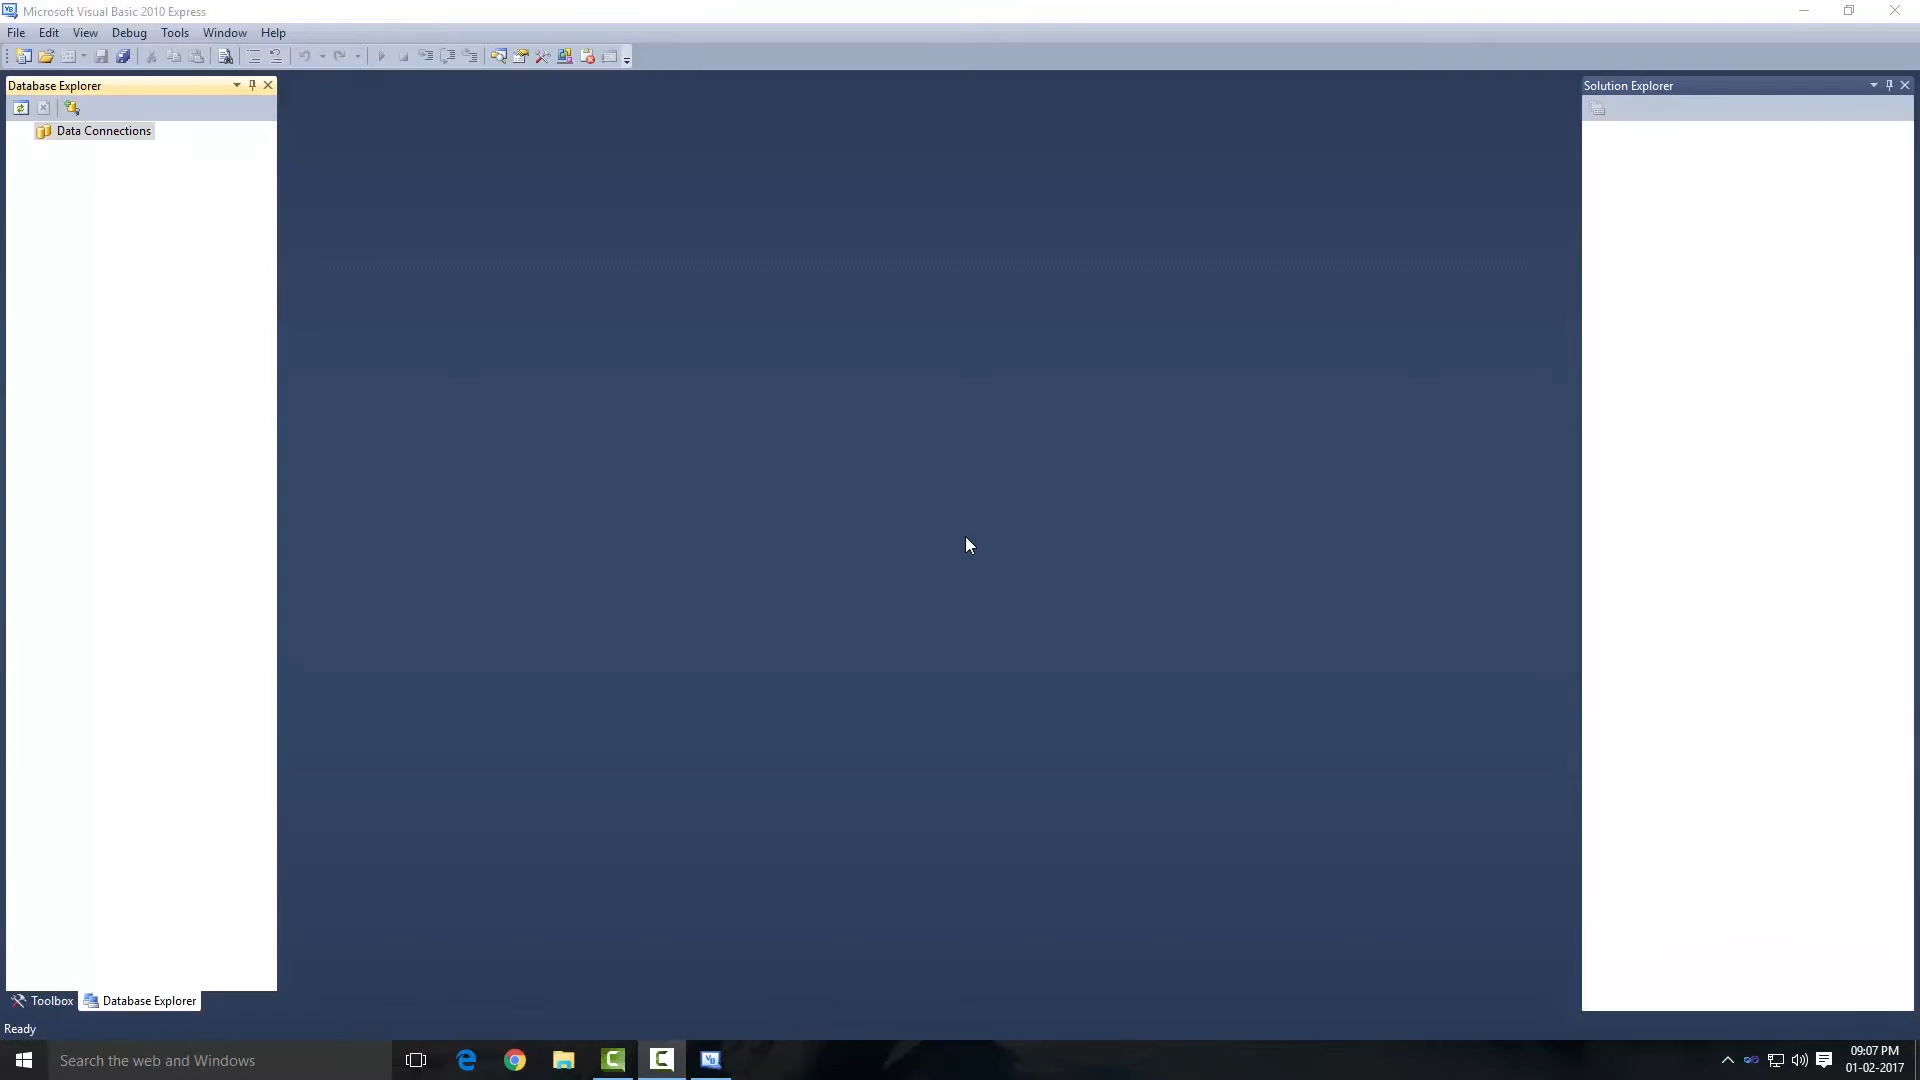 Microsoft Visual Basic 2010 Express
File Edit View Debug Tools Window Help
Database Explorer
Solution Explorer
Data Connections
Toolbox
Database Explorer
Ready
Search the web and Windows
09:07 PM
01-02-2017